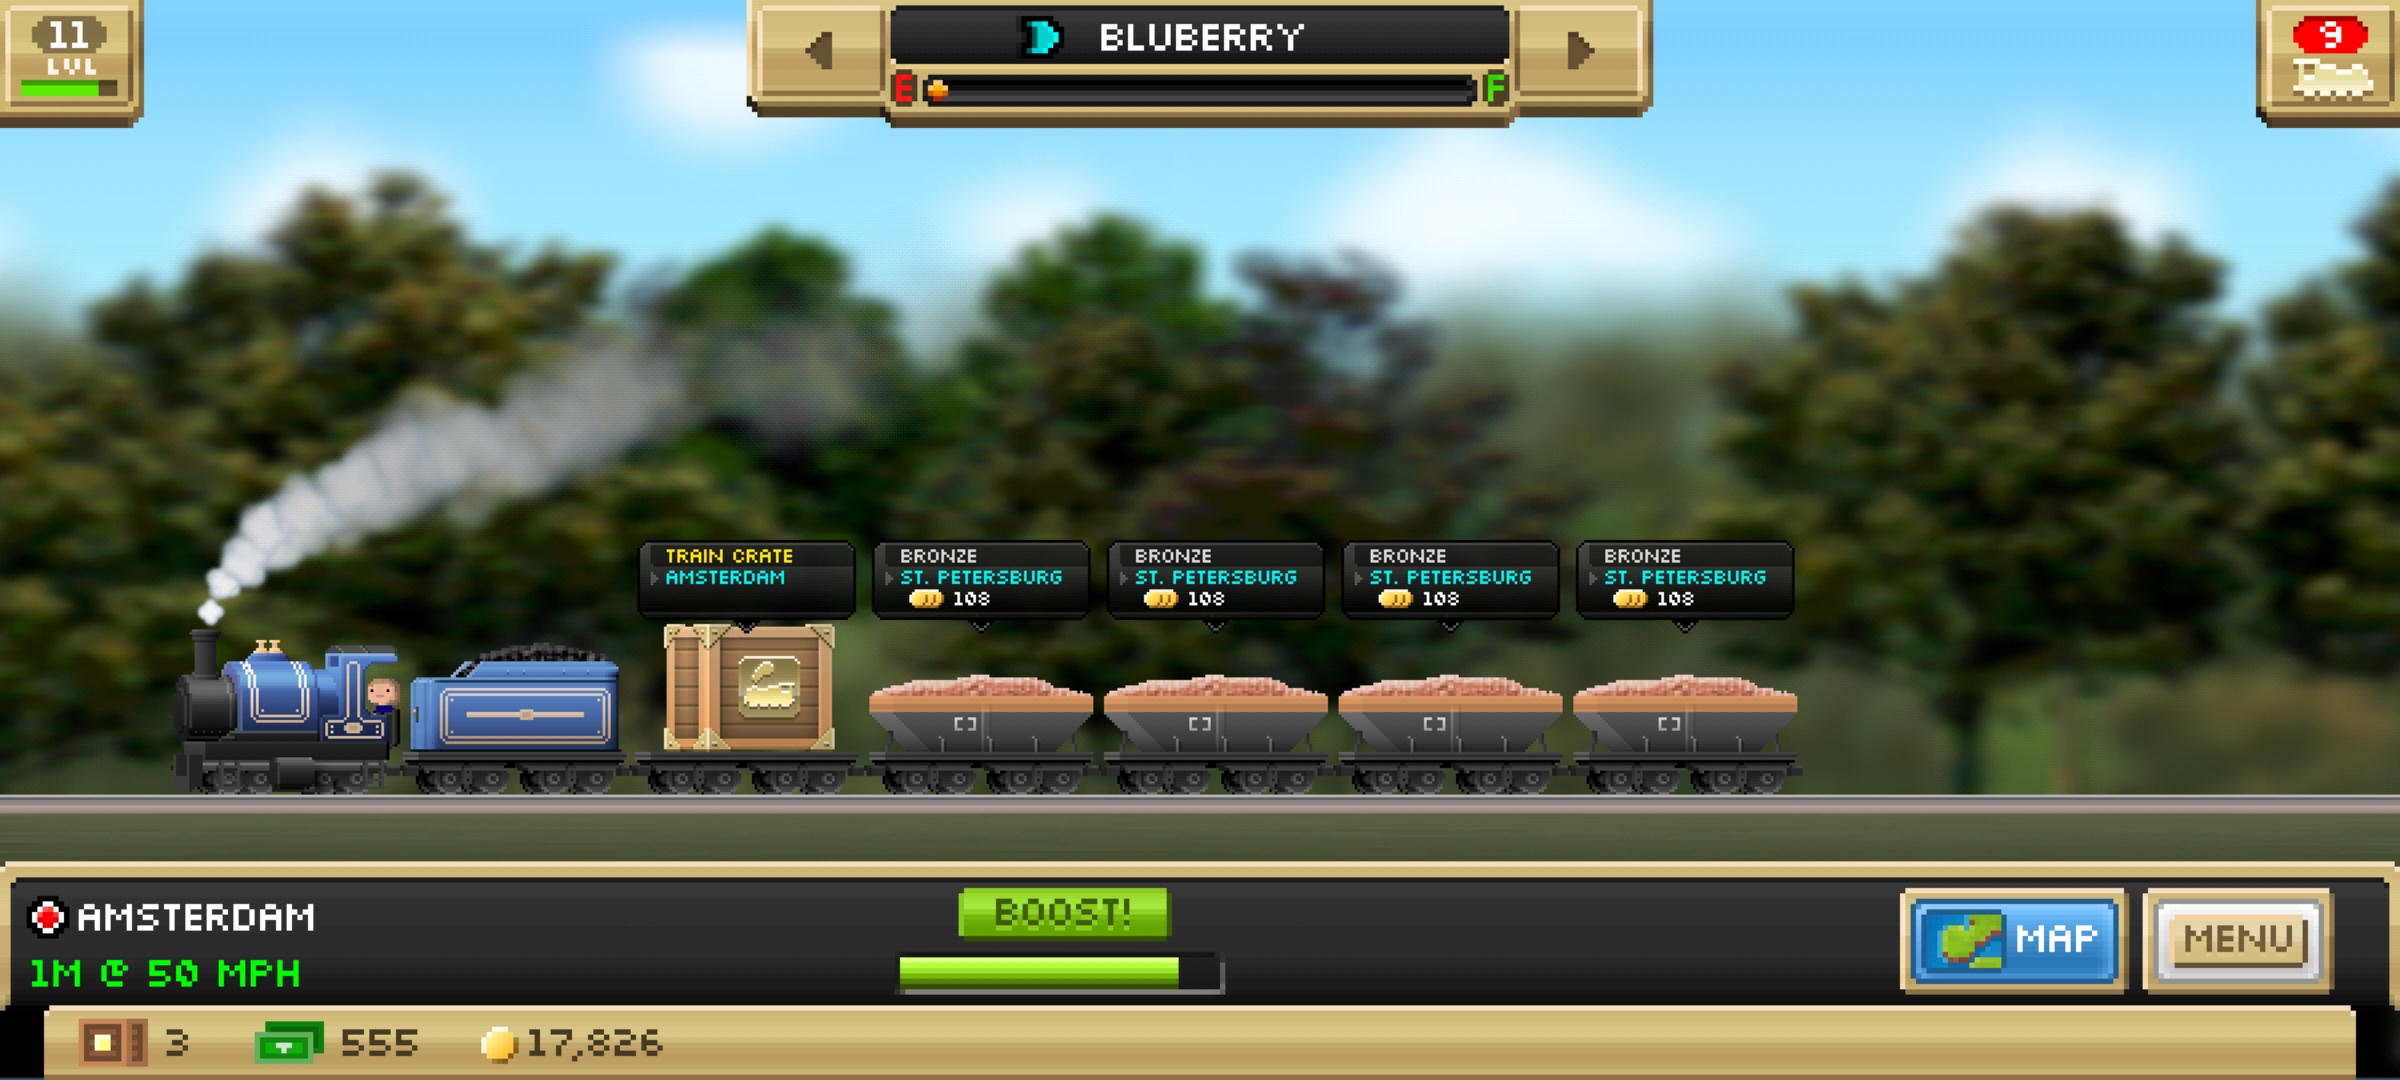 11
LVL
BLUBERRY
E
F
9
TRAIN CRATE
AMSTERDAM
BRONZE
ST. PETERSBURG
108
BRONZE
ST. PETERSBURG
108
BRONZE
ST. PETERSBURG
108
BRONZE
ST. PETERSBURG
108
AMSTERDAM
1M @ 50 MPH
BOOST!
MAP
MENU
3
555
17,826